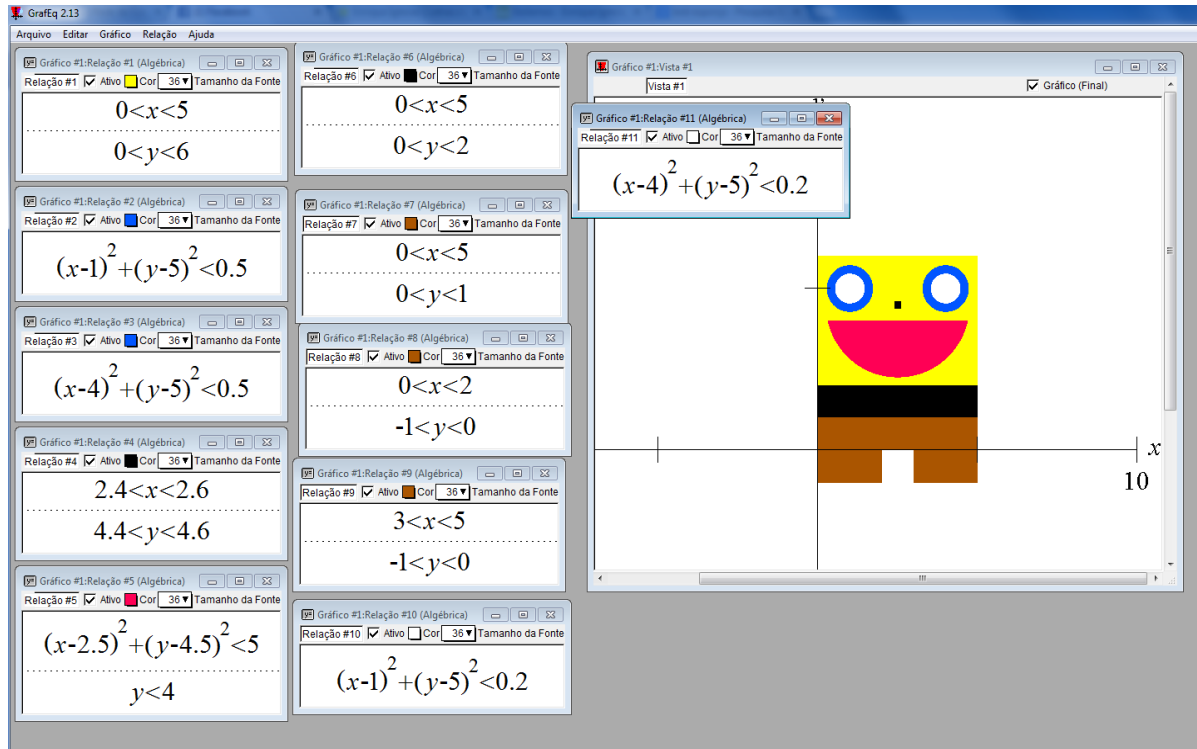 GrafEq 2.13
Arquivo Editar Gráfico Relação Ajuda
Gráfico #1:Relação #1 (Algébrica)
Relação #1 Ativo Cor 36 Tamanho da Fonte
0<x<5
0<y<6
Gráfico #1:Relação #2 (Algébrica)
Relação #2 Ativo Cor 36 Tamanho da Fonte
(x-1)²+(y-5)²<0.5
Gráfico #1:Relação #3 (Algébrica)
Relação #3 Ativo Cor 36 Tamanho da Fonte
(x-4)²+(y-5)²<0.5
Gráfico #1:Relação #4 (Algébrica)
Relação #4 Ativo Cor 36 Tamanho da Fonte
2.4<x<2.6
4.4<y<4.6
Gráfico #1:Relação #5 (Algébrica)
Relação #5 Ativo Cor 36 Tamanho da Fonte
(x-2.5)²+(y-4.5)²<5
y<4
Gráfico #1:Relação #6 (Algébrica)
Relação #6 Ativo Cor 36 Tamanho da Fonte
0<x<5
0<y<2
Gráfico #1:Relação #7 (Algébrica)
Relação #7 Ativo Cor 36 Tamanho da Fonte
0<x<5
0<y<1
Gráfico #1:Relação #8 (Algébrica)
Relação #8 Ativo Cor 36 Tamanho da Fonte
0<x<2
-1<y<0
Gráfico #1:Relação #9 (Algébrica)
Relação #9 Ativo Cor 36 Tamanho da Fonte
3<x<5
-1<y<0
Gráfico #1:Relação #10 (Algébrica)
Relação #10 Ativo Cor 36 Tamanho da Fonte
(x-1)²+(y-5)²<0.2
Gráfico #1:Vista #1
Vista #1 Gráfico (Final)
Gráfico #1:Relação #11 (Algébrica)
Relação #11 Ativo Cor 36 Tamanho da Fonte
(x-4)²+(y-5)²<0.2
x
10